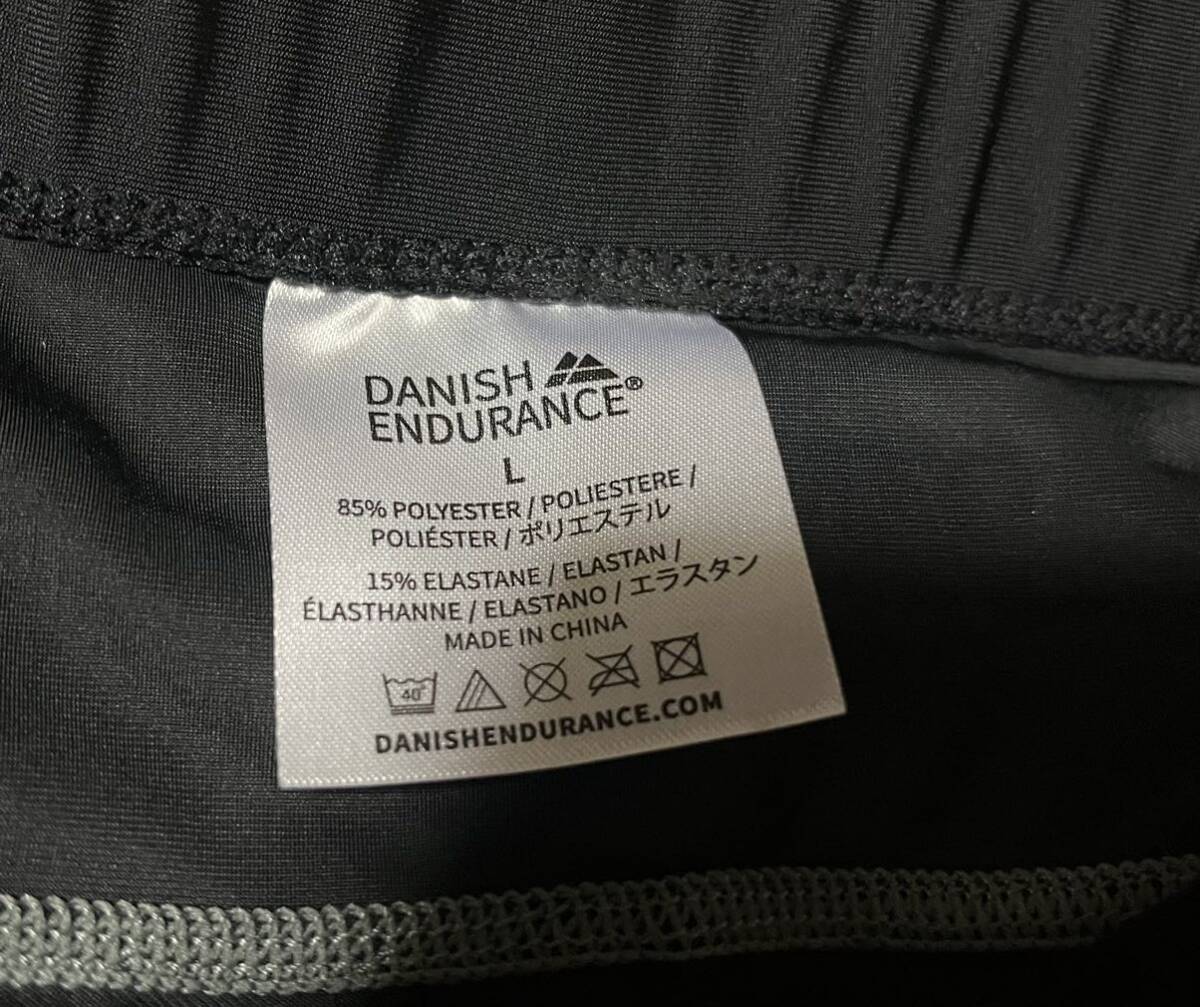 DANISH
ENDURANCE®
L
85% POLYESTER / POLIESTERE /
POLIÉSTER / ポリエステル
15% ELASTANE / ELASTAN /
ÉLASTHANNE / ELASTANO / エラスタン
MADE IN CHINA
40°
DANISHENDURANCE.COM